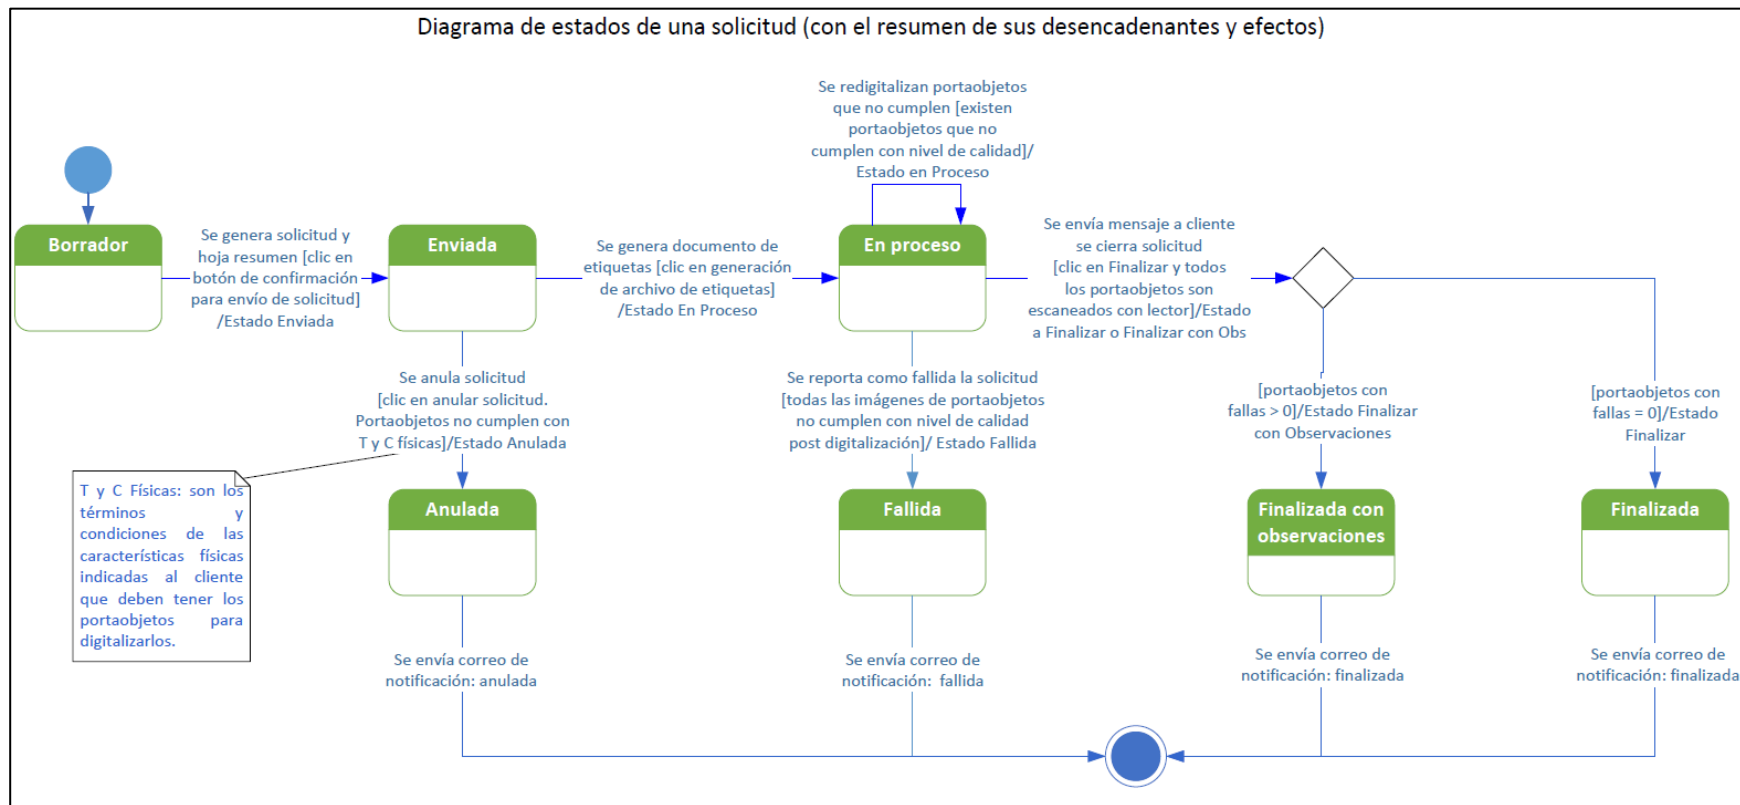 Diagrama de estados de una solicitud (con el resumen de sus desencadenantes y efectos)
Se redigitalizan portaobjetos
que no cumplen [existen
portaobjetos que no
cumplen con nivel de calidad]/
Estado en Proceso
Borrador
Se genera solicitud y
hoja resumen [clic en
botón de confirmación
para envío de solicitud]
/Estado Enviada
Enviada
Se genera documento de
etiquetas [clic en generación
de archivo de etiquetas]
/Estado En Proceso
En proceso
Se envía mensaje a cliente
se cierra solicitud
[clic en Finalizar y todos
los portaobjetos son
escaneados con lector]/Estado
a Finalizar o Finalizar con Obs
Se anula solicitud
[clic en anular solicitud.
Portaobjetos no cumplen con
T y C físicas]/Estado Anulada
Se reporta como fallida la solicitud
[todas las imágenes de portaobjetos
no cumplen con nivel de calidad
post digitalización]/ Estado Fallida
[portaobjetos con
fallas > 0]/Estado Finalizar
con Observaciones
[portaobjetos con
fallas = 0]/Estado
Finalizar
T y C Físicas: son los
términos y
condiciones de las
características físicas
indicadas al cliente
que deben tener los
portaobjetos para
digitalizarlos.
Anulada
Fallida
Finalizada con
observaciones
Finalizada
Se envía correo de
notificación: anulada
Se envía correo de
notificación: fallida
Se envía correo de
notificación: finalizada
Se envía correo de
notificación: finalizada